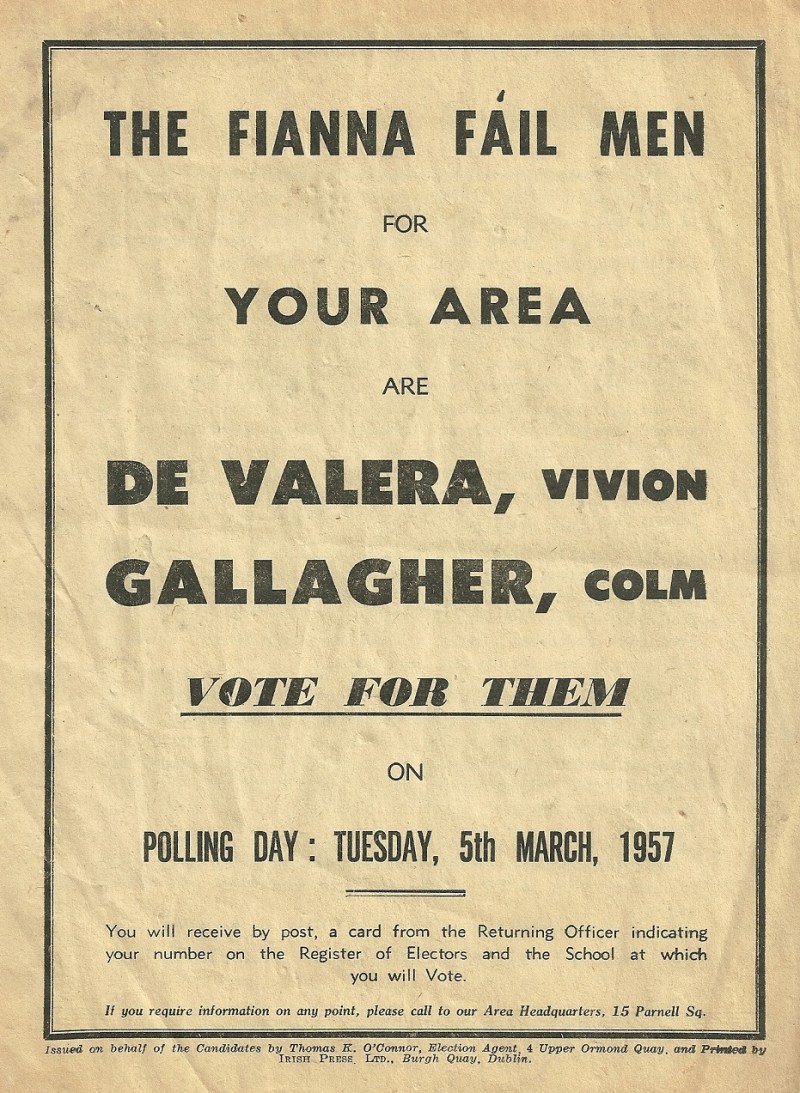 THE FIANNA FÁIL MEN
FOR
YOUR AREA
ARE
DE VALERA, VIVION
GALLAGHER, COLM
VOTE FOR THEM
ON
POLLING DAY : TUESDAY, 5th MARCH, 1957
You will receive by post, a card from the Returning Officer indicating
your number on the Register of Electors and the School at which
you will Vote.
If you require information on any point, please call to our Area Headquarters, 15 Parnell Sq.
Issued on behalf of the Candidates by Thomas K. O'Connor, Election Agent, 4 Upper Ormond Quay, and Printed by
IRISH PRESS, LTD., Burgh Quay, Dublin.